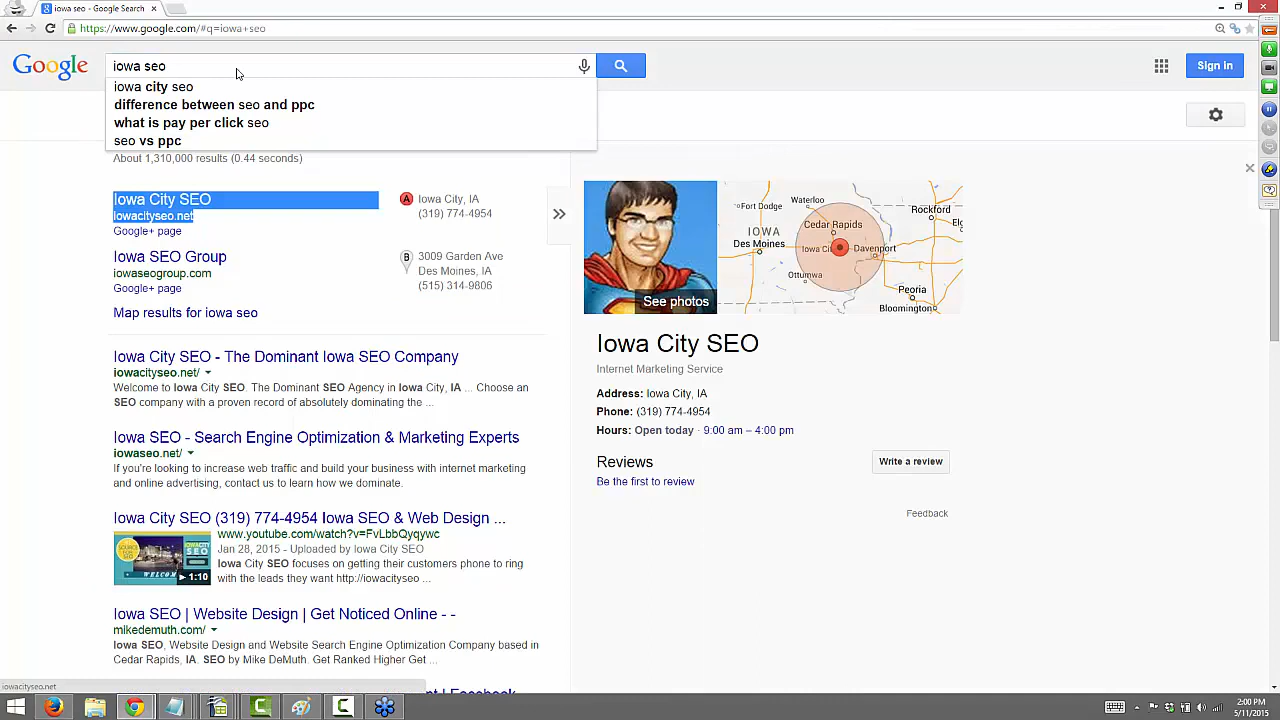 iowa seo - Google Search
https://www.google.com/#q=iowa+seo
Google
iowa seo
Sign in
iowa city seo
difference between seo and ppc
what is pay per click seo
seo vs ppc
About 1,310,000 results (0.44 seconds)
Iowa City SEO
iowacityseo.net
Google+ page
A Iowa City, IA
(319) 774-4954
Iowa SEO Group
iowaseogroup.com
Google+ page
B 3009 Garden Ave
Des Moines, IA
(515) 314-9806
Map results for iowa seo
Iowa City SEO - The Dominant Iowa SEO Company
iowacityseo.net/
Welcome to Iowa City SEO. The Dominant SEO Agency in Iowa City, IA ... Choose an
SEO company with a proven record of absolutely dominating the ...
Iowa SEO - Search Engine Optimization & Marketing Experts
iowaseo.net/
If you're looking to increase web traffic and build your business with internet marketing
and online advertising, contact us to learn how we dominate.
Iowa City SEO (319) 774-4954 Iowa SEO & Web Design ...
www.youtube.com/watch?v=FvLbbQyqywc
Jan 28, 2015 - Uploaded by Iowa City SEO
Iowa City SEO focuses on getting their customers phone to ring
with the leads they want http://iowacityseo ...
SEO
WELCOM
1:10
Iowa SEO | Website Design | Get Noticed Online - -
mikedemuth.com/
Iowa SEO, Website Design and Website Search Engine Optimization Company based in
Cedar Rapids, IA. SEO by Mike DeMuth. Get Ranked Higher Get ...
See photos
Fort Dodge
Waterloo
Rockford
IOWA
Cedar Rapids
Elg
Des Moines
Iowa Ci
Davenport
Ottumwa
Peoria
Bloomington
Iowa City SEO
Internet Marketing Service
Address: Iowa City, IA
Phone: (319) 774-4954
Hours: Open today · 9:00 am – 4:00 pm
Reviews
Write a review
Be the first to review
Feedback
iowacityseo.net
2:00 PM
5/11/2015